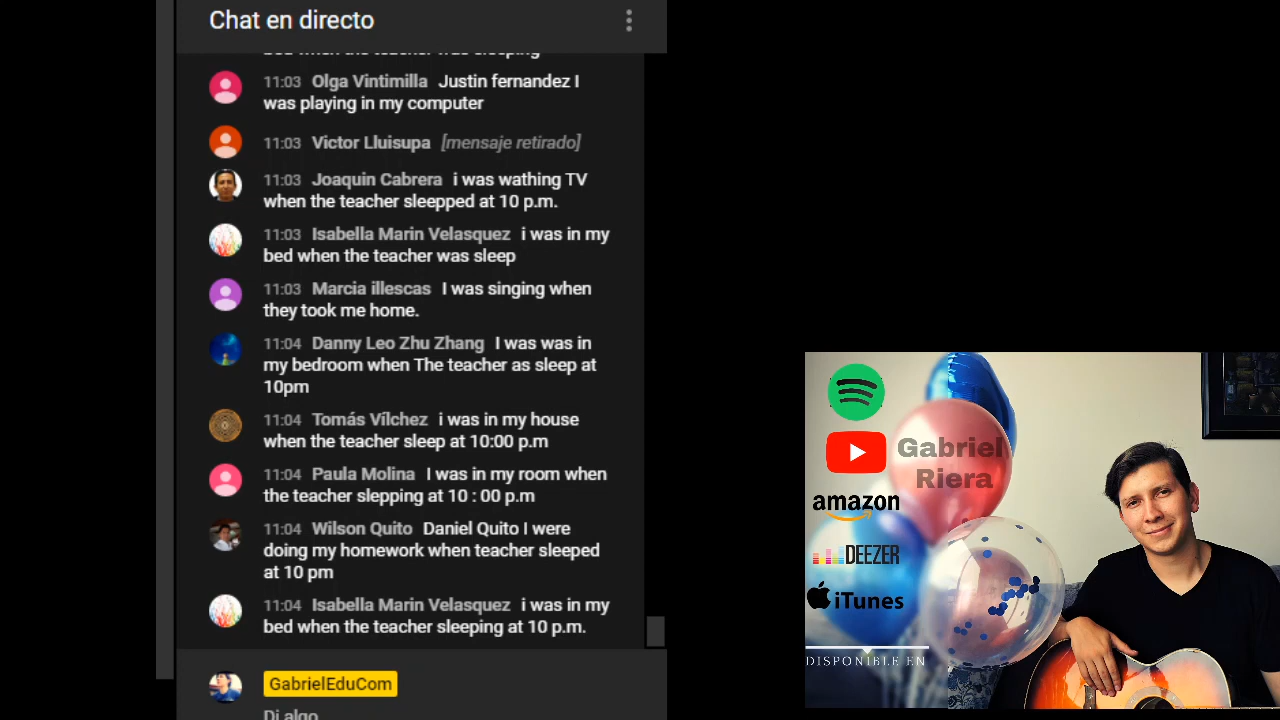 Chat en directo
bed when the teacher was sleeping
11:03 Olga Vintimilla Justin fernandez I
was playing in my computer
11:03 Victor Lluisupa [mensaje retirado]
11:03 Joaquin Cabrera i was wathing TV
when the teacher sleepped at 10 p.m.
11:03 Isabella Marin Velasquez i was in my
bed when the teacher was sleep
11:03 Marcia illescas I was singing when
they took me home.
11:04 Danny Leo Zhu Zhang I was was in
my bedroom when The teacher as sleep at
10pm
11:04 Tomás Vílchez i was in my house
when the teacher sleep at 10:00 p.m
11:04 Paula Molina I was in my room when
the teacher slepping at 10 : 00 p.m
11:04 Wilson Quito Daniel Quito I were
doing my homework when teacher sleeped
at 10 pm
11:04 Isabella Marin Velasquez i was in my
bed when the teacher sleeping at 10 p.m.
GabrielEduCom
Di algo
Gabriel
Riera
amazon
DEEZER
iTunes
DISPONIBLE EN